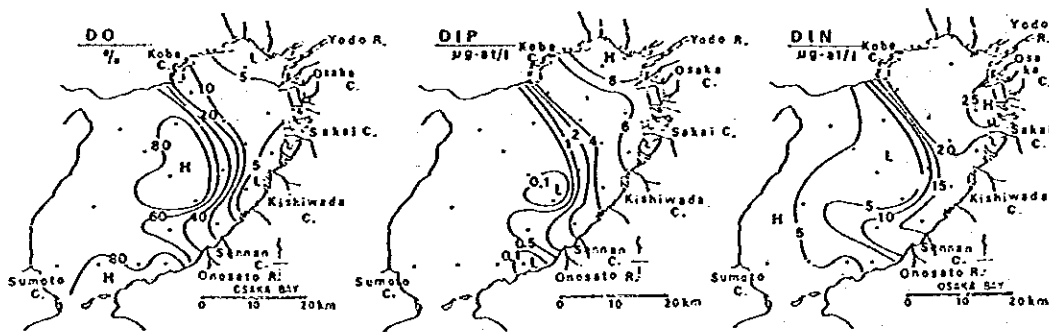 DO
%
Kobe
C.
Yodo R.
Osaka
C.
Sakai C.
Kishiwada
C.
Sennan
C.
Onosato R.
Sumoto
C.
OSAKA BAY
0 10 20km
L
5
10
20
80
H
5
L
60
40
80
H
DIP
μg-at/l
Kobe
C.
Yodo R.
Osaka
C.
Sakai C.
Kishiwada
C.
Sennan
C.
Onosato R.
Sumoto
C.
0 10 20km
H
8
6
2
1
4
0.1
L
0.5
0.1
L
DIN
μg-at/l
Kobe
C.
Yodo R.
Osa
ka
C.
Sakai
C.
Kishiwada
C.
Sennan
C.
Onosato R.
Sumoto
C.
OSAKA BAY
0 10 20km
25
H
H
20
L
15
H
5
5
10